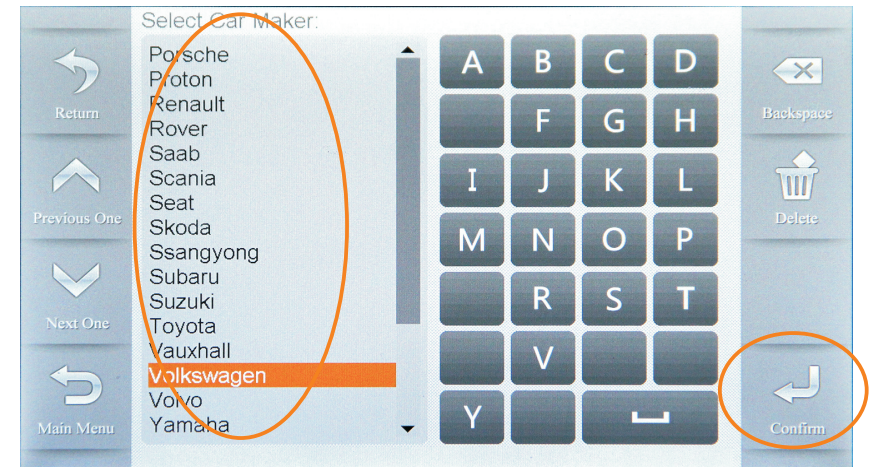 Select Car Maker:
Return
Previous One
Next One
Main Menu
Porsche
Proton
Renault
Rover
Saab
Scania
Seat
Skoda
Ssangyong
Subaru
Suzuki
Toyota
Vauxhall
Volkswagen
Volvo
Yamaha
A B C D
F G H
I J K L
M N O P
R S T
V
Y
Backspace
Delete
Confirm